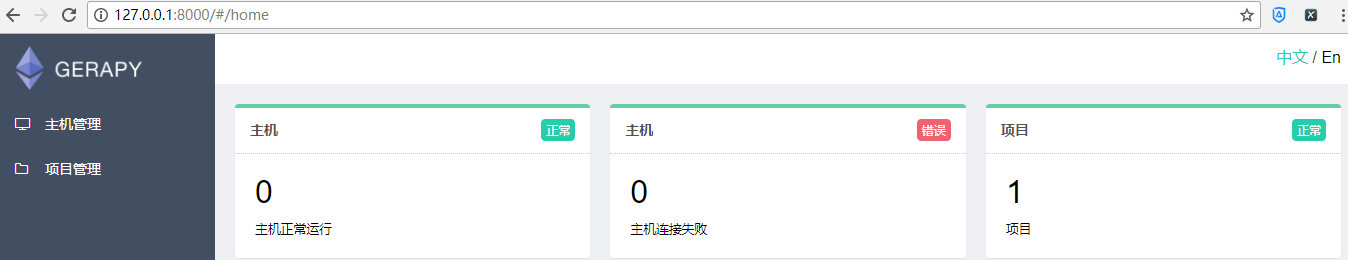 127.0.0.1:8000/#/home
GERAPY
中文 / En
主机管理
项目管理
主机 正常
0
主机正常运行
主机 错误
0
主机连接失败
项目 正常
1
项目